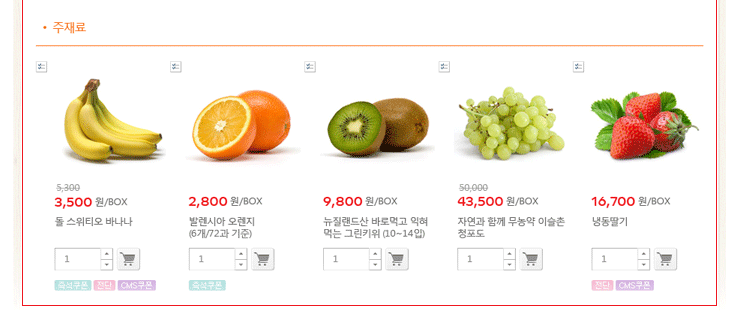 • 주재료
5,300
3,500 원/BOX
돌 스위티오 바나나
1
즉석쿠폰 전단 CMS쿠폰
2,800 원/BOX
발렌시아 오렌지
(6개/72과 기준)
1
즉석쿠폰
9,800 원/BOX
뉴질랜드산 바로먹고 익혀
먹는 그린키위 (10~14입)
1
50,000
43,500 원/BOX
자연과 함께 무농약 이슬촌
청포도
1
16,700 원/BOX
냉동딸기
1
전단 CMS쿠폰